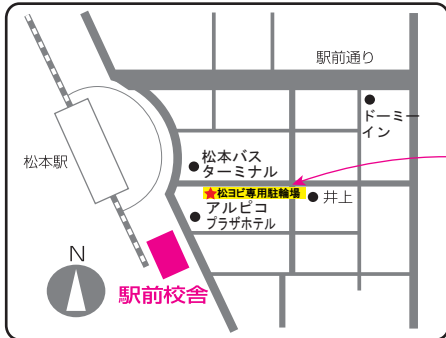 駅前通り
ドーミー
イン
松本バス
ターミナル
松本駅
★松ヨビ専用駐輪場
井上
アルピコ
プラザホテル
N
駅前校舎